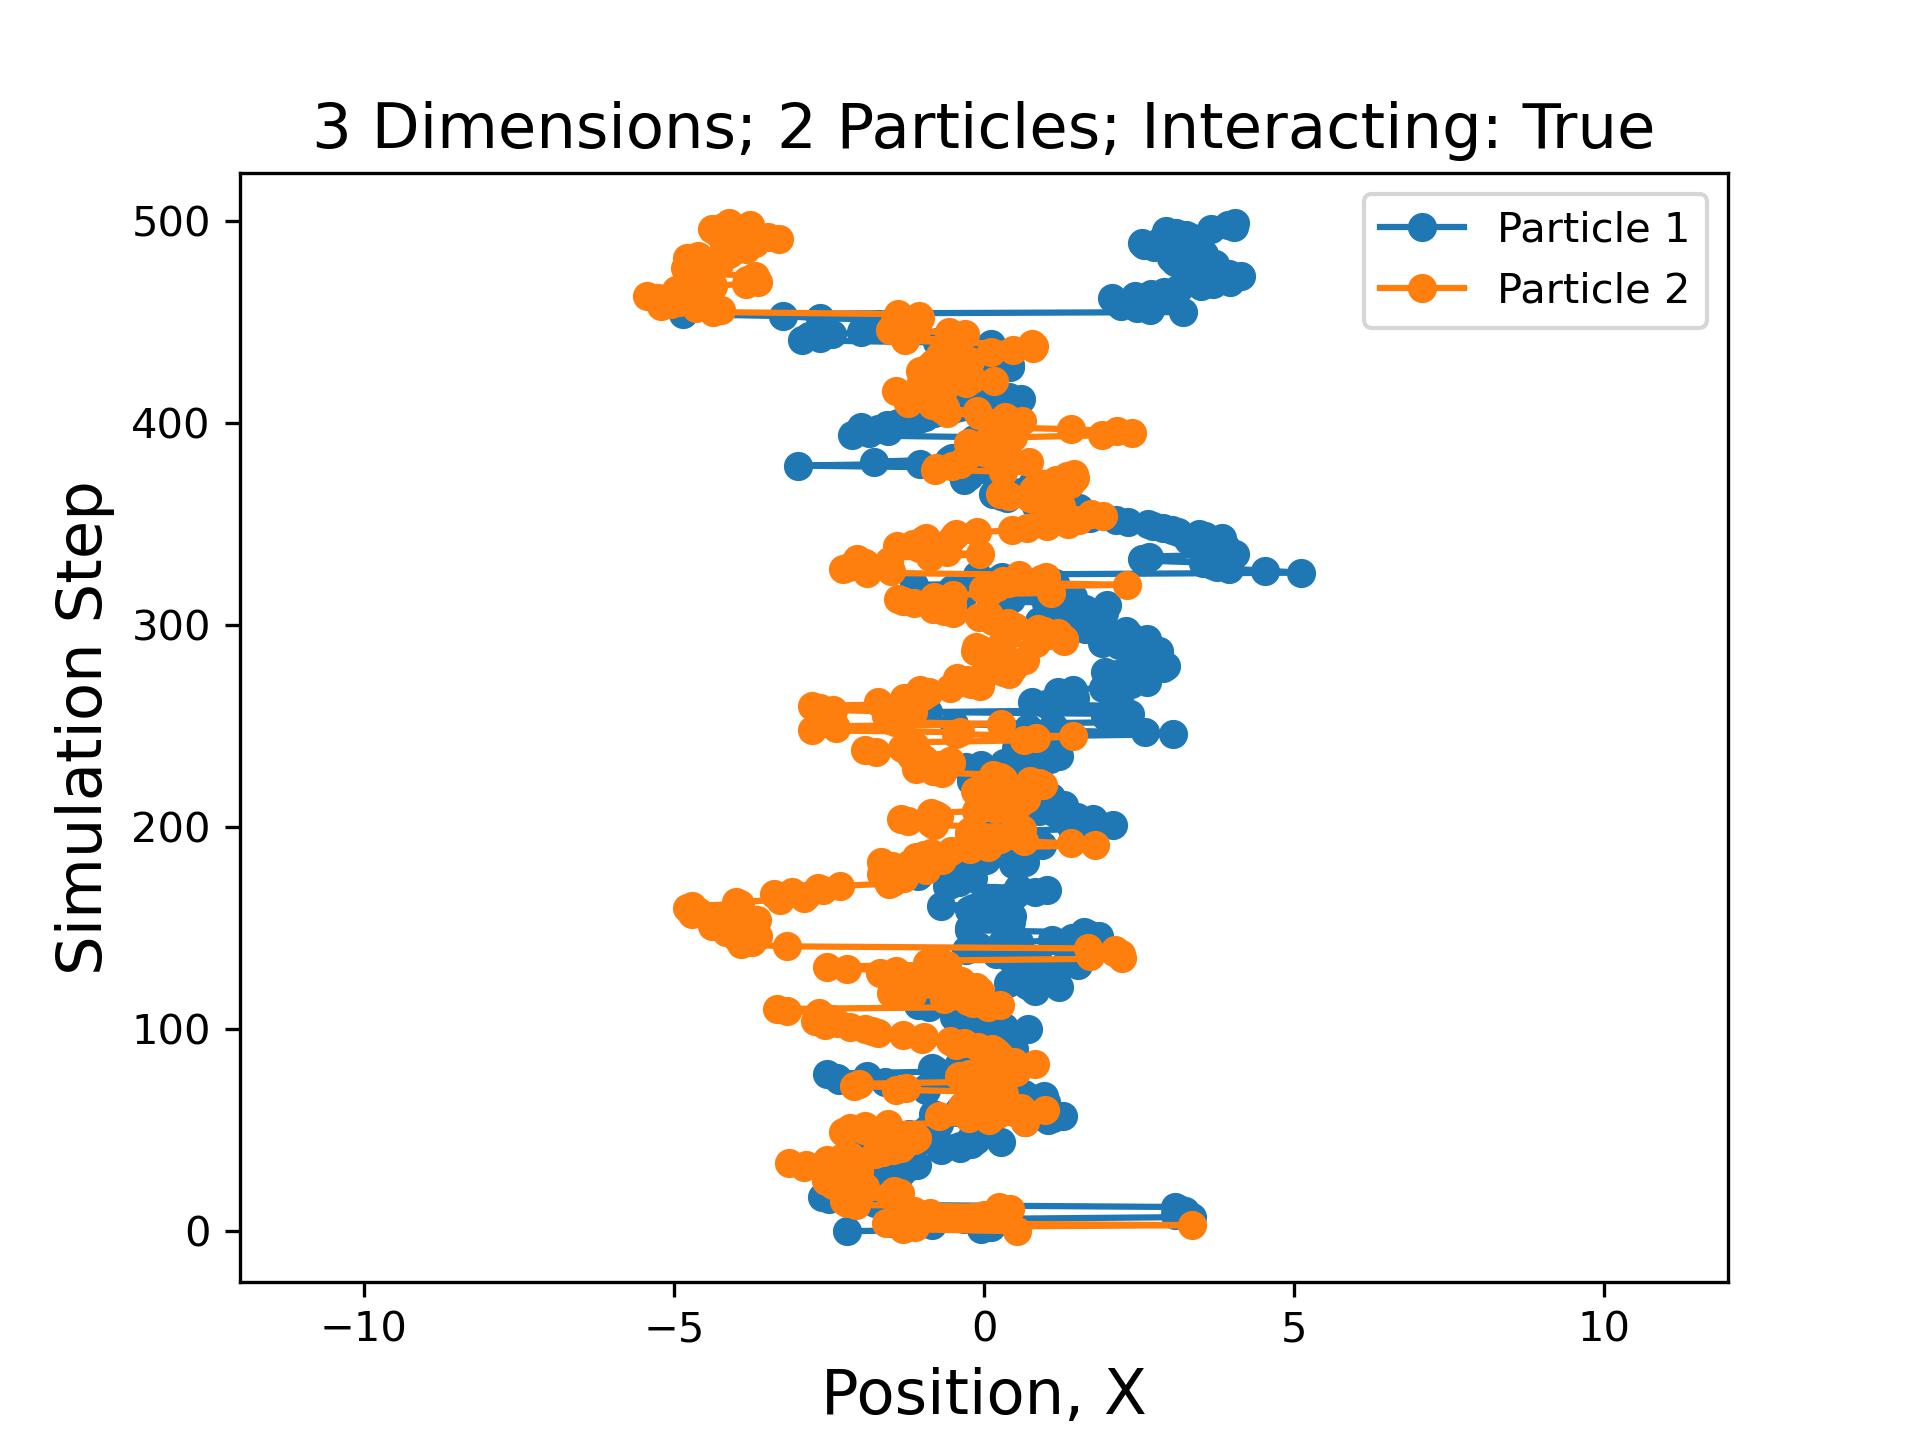 3 Dimensions; 2 Particles; Interacting: True
Particle 1
Particle 2
500
400
300
200
100
0
Simulation Step
−10
−5
0
5
10
Position, X